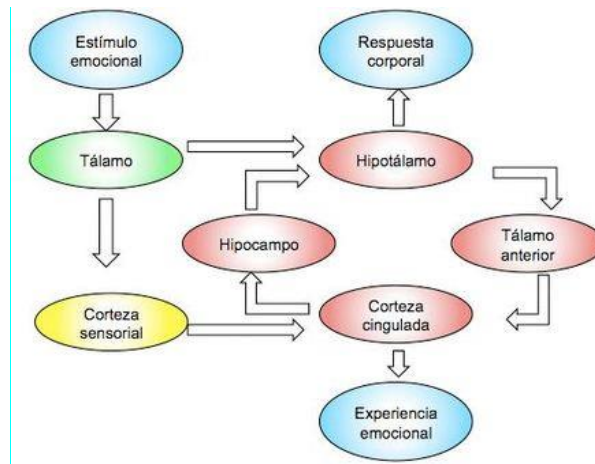 Estímulo
emocional
Respuesta
corporal
Tálamo
Hipotálamo
Hipocampo
Tálamo
anterior
Corteza
sensorial
Corteza
cingulada
Experiencia
emocional